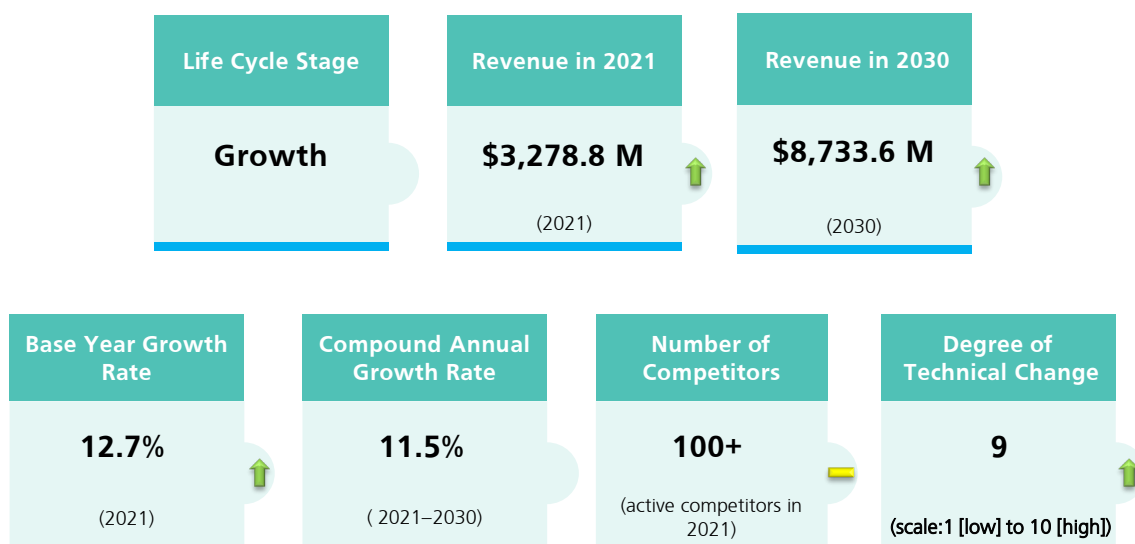 Life Cycle Stage
Growth
Revenue in 2021
$3,278.8 M
(2021)
Revenue in 2030
$8,733.6 M
(2030)
Base Year Growth
Rate
12.7%
(2021)
Compound Annual
Growth Rate
11.5%
( 2021–2030)
Number of
Competitors
100+
(active competitors in
2021)
Degree of
Technical Change
9
(scale:1 [low] to 10 [high])